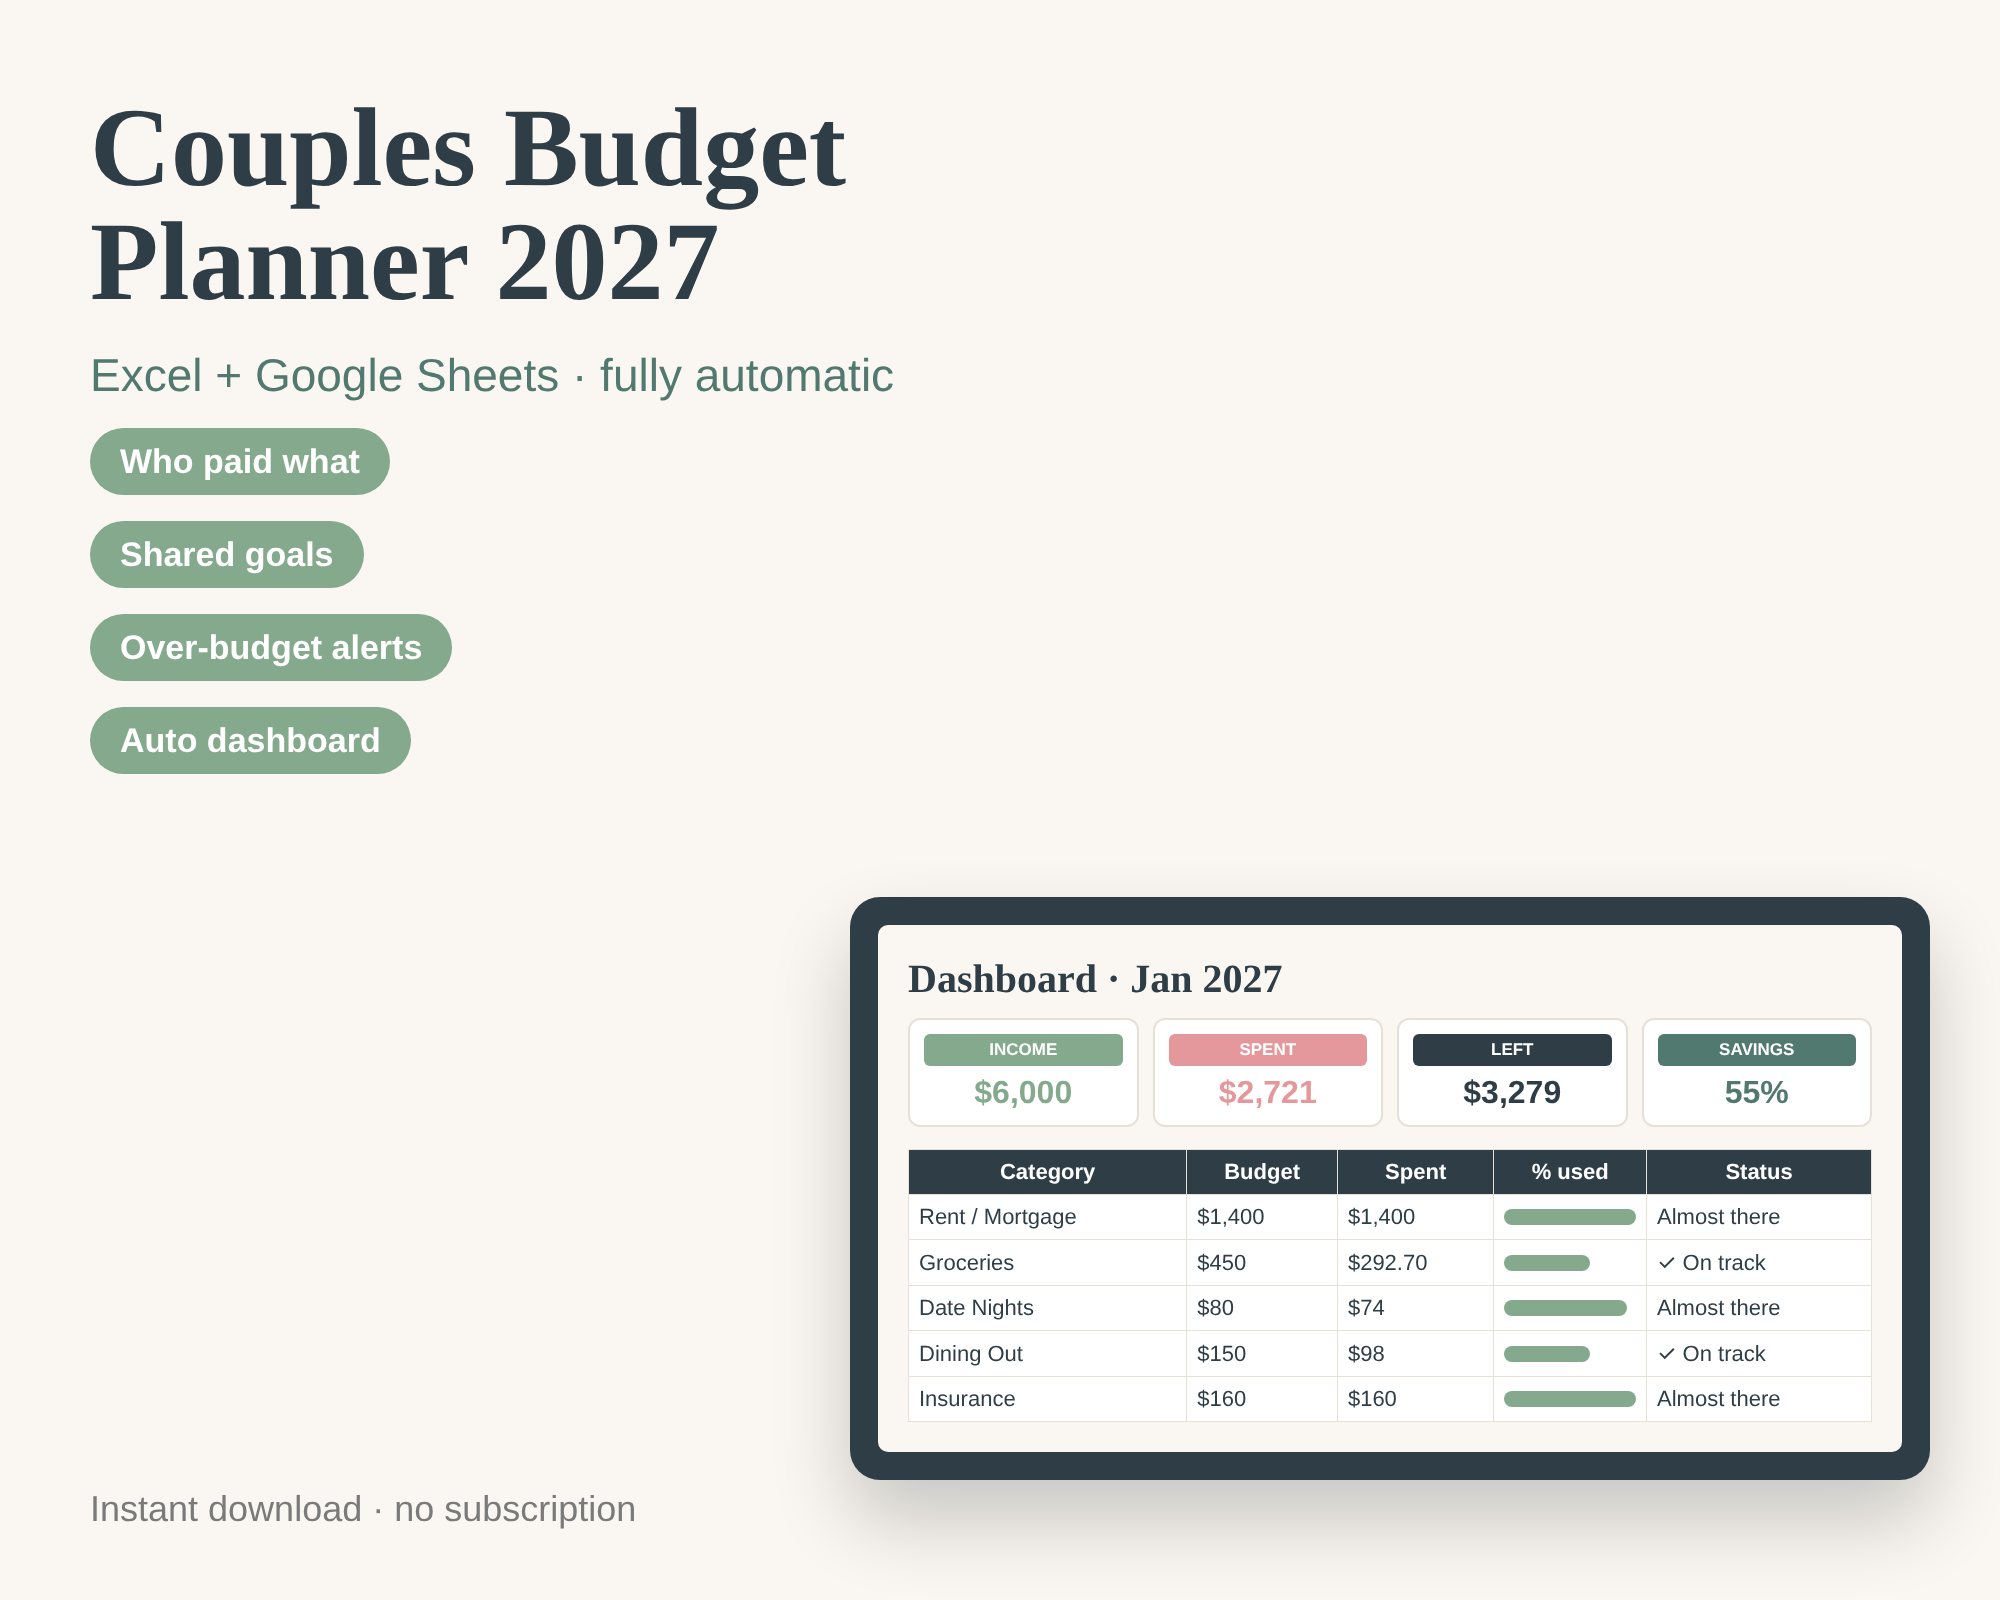 Couples Budget
Planner 2027
Excel + Google Sheets · fully automatic
Who paid what
Shared goals
Over-budget alerts
Auto dashboard
Dashboard · Jan 2027
INCOME SPENT LEFT SAVINGS
$6,000 $2,721 $3,279 55%
Category Budget Spent % used Status
Rent / Mortgage $1,400 $1,400 Almost there
Groceries $450 $292.70 ✓ On track
Date Nights $80 $74 Almost there
Dining Out $150 $98 ✓ On track
Insurance $160 $160 Almost there
Instant download · no subscription